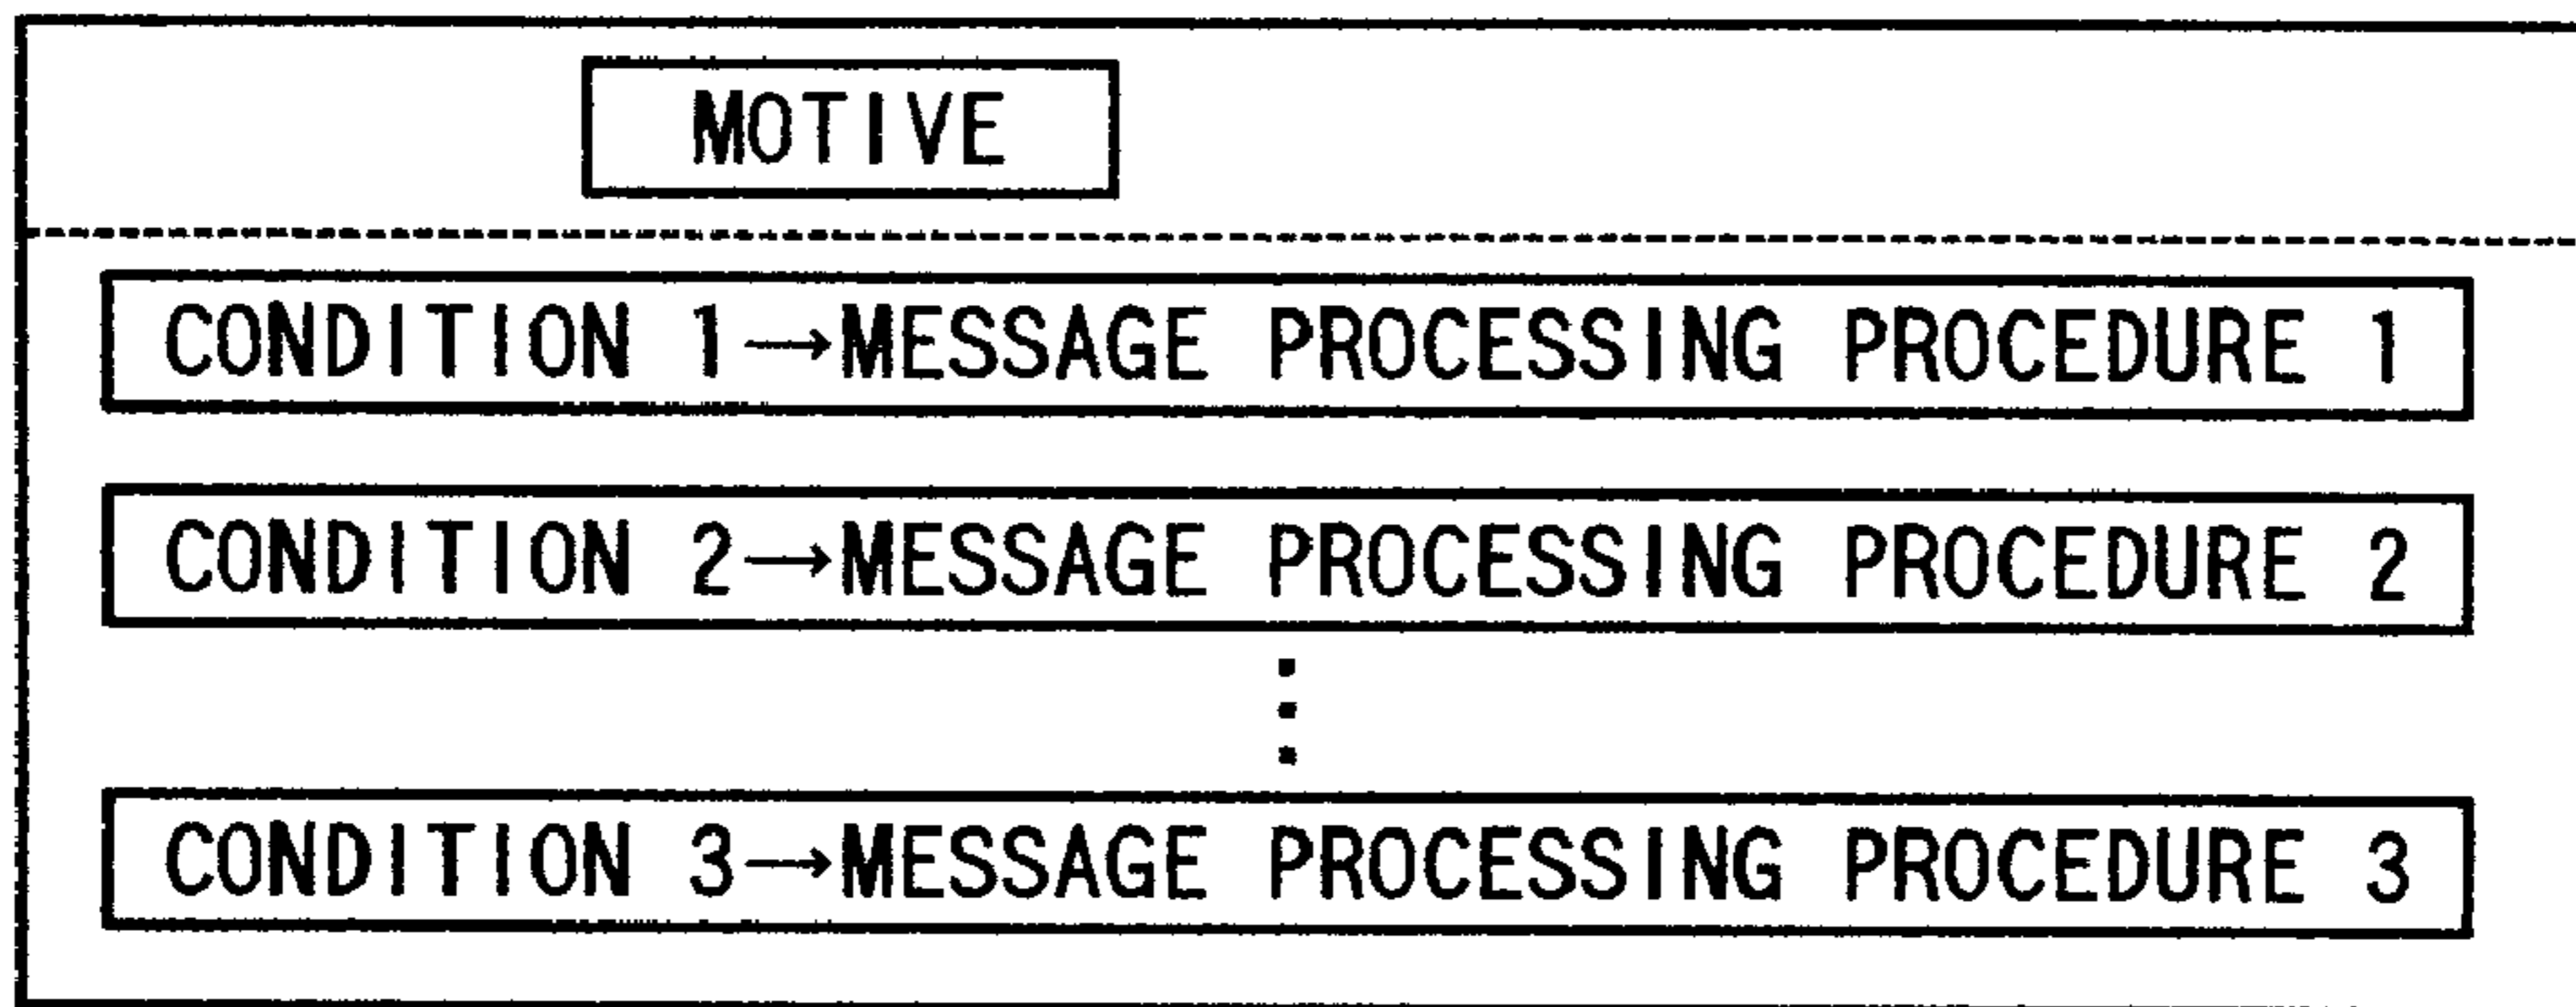 MOTIVE
CONDITION 1→MESSAGE PROCESSING PROCEDURE 1
CONDITION 2→MESSAGE PROCESSING PROCEDURE 2
CONDITION 3→MESSAGE PROCESSING PROCEDURE 3